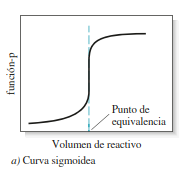 función-p
Punto de
equivalencia
Volumen de reactivo
a) Curva sigmoidea